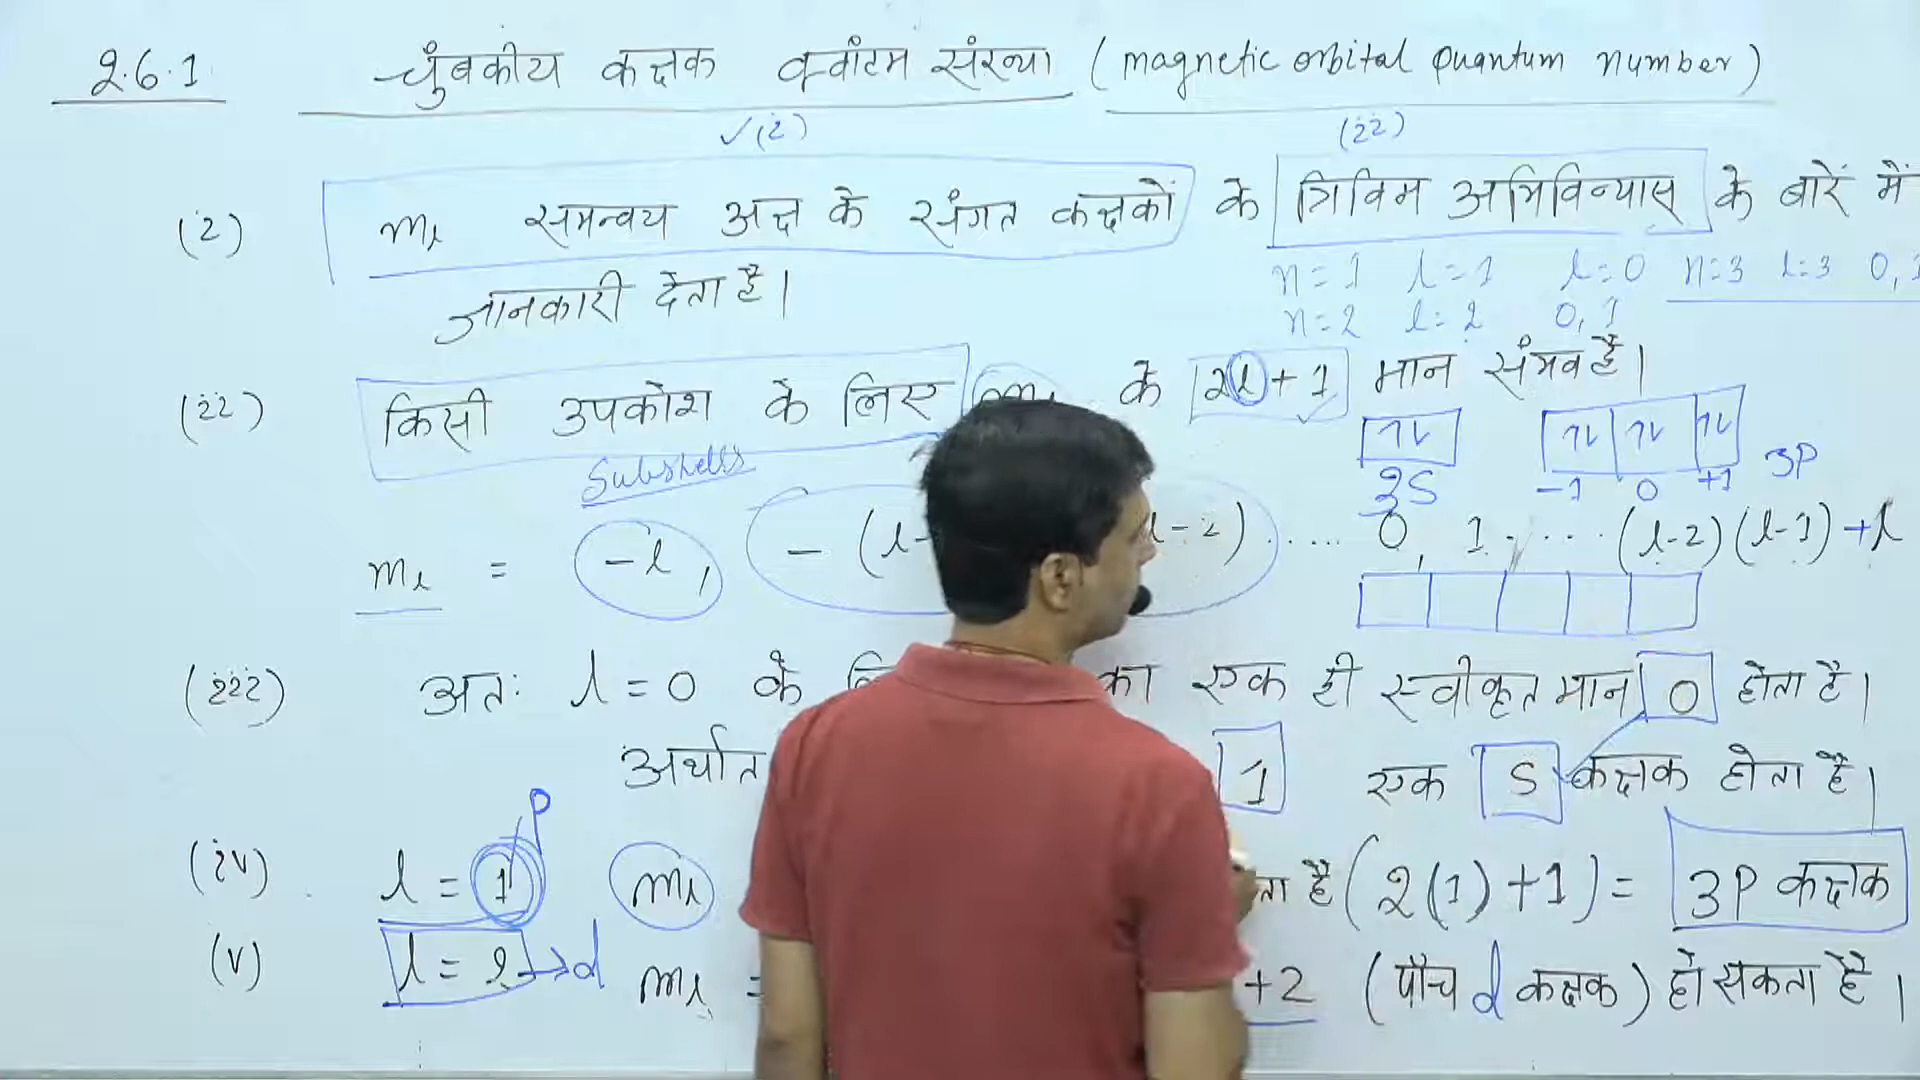 2.6.1 चुंबकीय कक्षक क्वांटम संख्या (magnetic orbital quantum number)
✓(i) (ii)
(i) mₗ समन्वय अक्ष के संगत कक्षकों के त्रिविम अभिविन्यास के बारें में
जानकारी देता है।
n=1 l=1 l=0 n=3 l=3 0,1
n=2 l=2 0,1
(ii) किसी उपकोश के लिए के 2l+1 मान संभव है।
Subshells
3S -1 0 +1 3P
mₗ = -l, -(l- l-2)..... 0, 1..... (l-2)(l-1)+l
(iii) अतः l=0 के का एक ही स्वीकृत मान 0 होता है।
अर्थात 1 एक S कक्षक होता है।
(iv) l = 1 P mₗ है (2(1)+1)= 3P कक्षक
(v) l = 2→d mₗ = +2 (पाँच d कक्षक) हो सकता है।